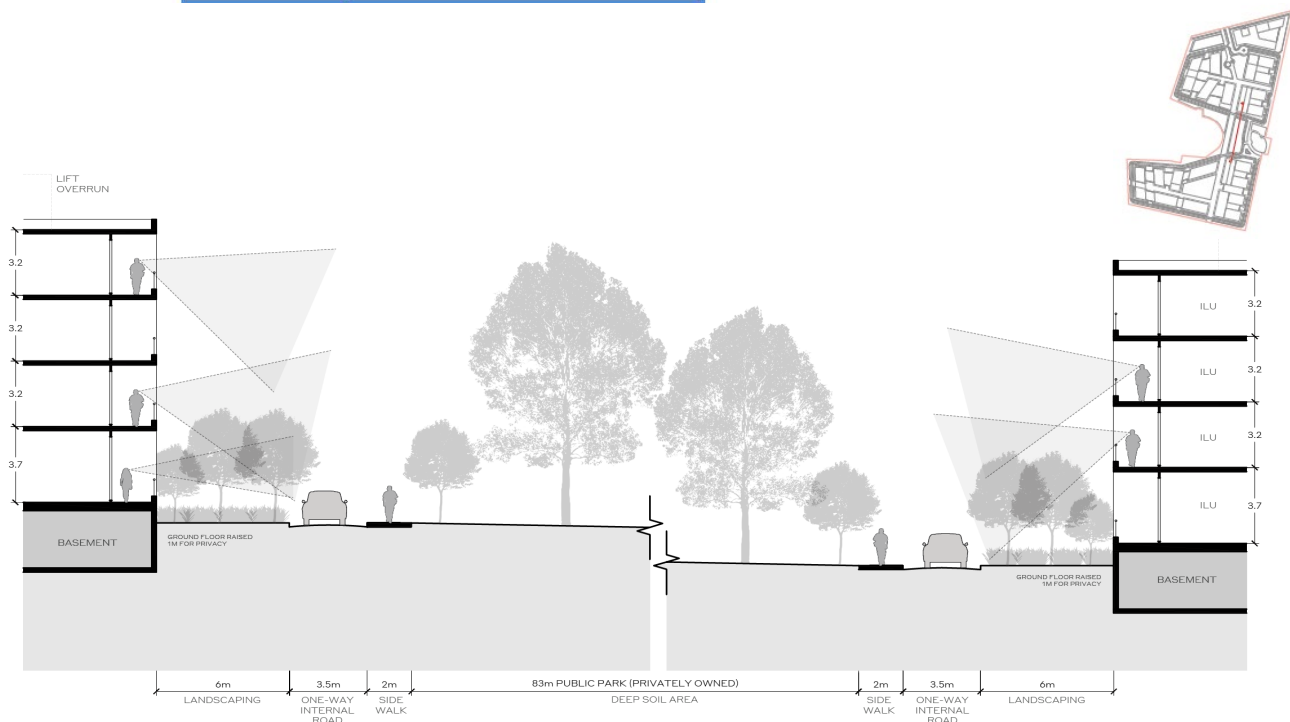 LIFT
OVERRUN
3.2
3.2
3.2
3.7
BASEMENT
GROUND FLOOR RAISED
1M FOR PRIVACY
ILU
3.2
ILU
3.2
ILU
3.2
ILU
3.7
GROUND FLOOR RAISED
1M FOR PRIVACY
BASEMENT
6m
LANDSCAPING
3.5m
ONE-WAY
INTERNAL
ROAD
2m
SIDE
WALK
83m PUBLIC PARK (PRIVATELY OWNED)
DEEP SOIL AREA
2m
SIDE
WALK
3.5m
ONE-WAY
INTERNAL
ROAD
6m
LANDSCAPING